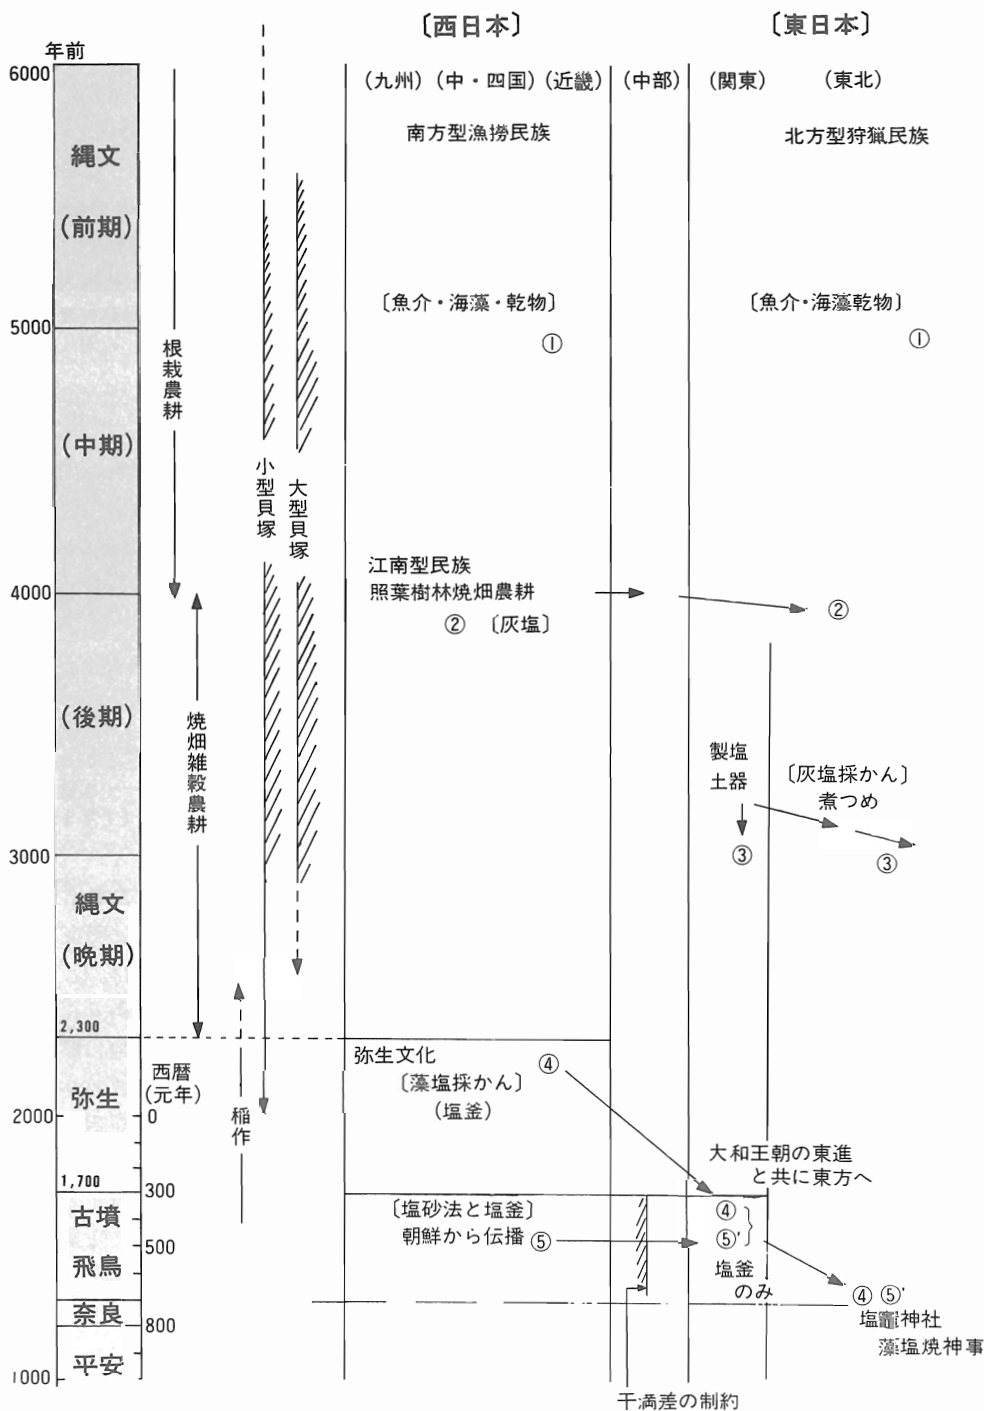 〔西日本〕
〔東日本〕
年前
6000
(九州)(中・四国)(近畿)
(中部)
(関東)
(東北)
南方型漁撈民族
北方型狩猟民族
縄文
(前期)
〔魚介・海藻・乾物〕
①
〔魚介・海藻乾物〕
①
5000
根栽農耕
(中期)
小型貝塚
大型貝塚
江南型民族
照葉樹林焼畑農耕
② 〔灰塩〕
②
4000
(後期)
焼畑雑穀農耕
製塩
土器
③
〔灰塩採かん〕
煮つめ
③
3000
縄文
(晩期)
2,300
弥生
西暦
(元年)
2000
0
稲作
弥生文化
④
〔藻塩採かん〕
(塩釜)
大和王朝の東進
と共に東方へ
1,700
300
古墳
〔塩砂法と塩釜〕
朝鮮から伝播 ⑤
④
⑤'
塩釜
のみ
500
飛鳥
④ ⑤'
塩竈神社
藻塩焼神事
奈良
800
平安
1000
干満差の制約